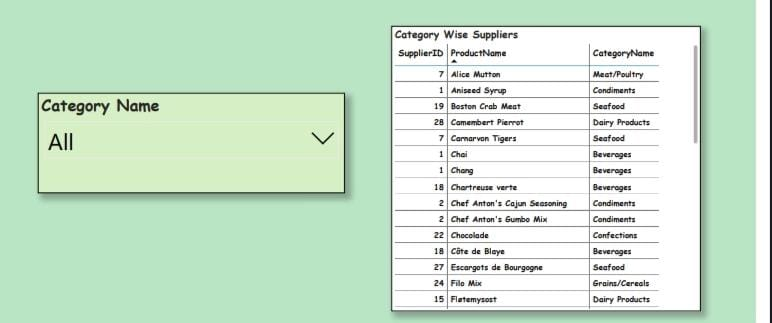 Category Name
All
Category Wise Suppliers
SupplierID ProductName CategoryName
7 Alice Mutton Meat/Poultry
1 Aniseed Syrup Condiments
19 Boston Crab Meat Seafood
28 Camembert Pierrot Dairy Products
7 Carnarvon Tigers Seafood
1 Chai Beverages
1 Chang Beverages
18 Chartreuse verte Beverages
2 Chef Anton's Cajun Seasoning Condiments
2 Chef Anton's Gumbo Mix Condiments
22 Chocolade Confections
18 Côte de Blaye Beverages
27 Escargots de Bourgogne Seafood
24 Filo Mix Grains/Cereals
15 Fløtemysost Dairy Products